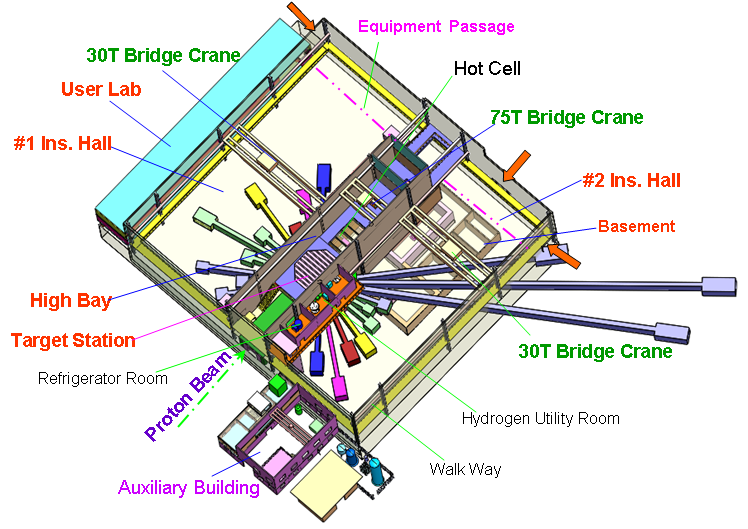 Equipment Passage
30T Bridge Crane
Hot Cell
User Lab
75T Bridge Crane
#1 Ins. Hall
#2 Ins. Hall
Basement
High Bay
Target Station
30T Bridge Crane
Refrigerator Room
Proton Beam
Hydrogen Utility Room
Walk Way
Auxiliary Building